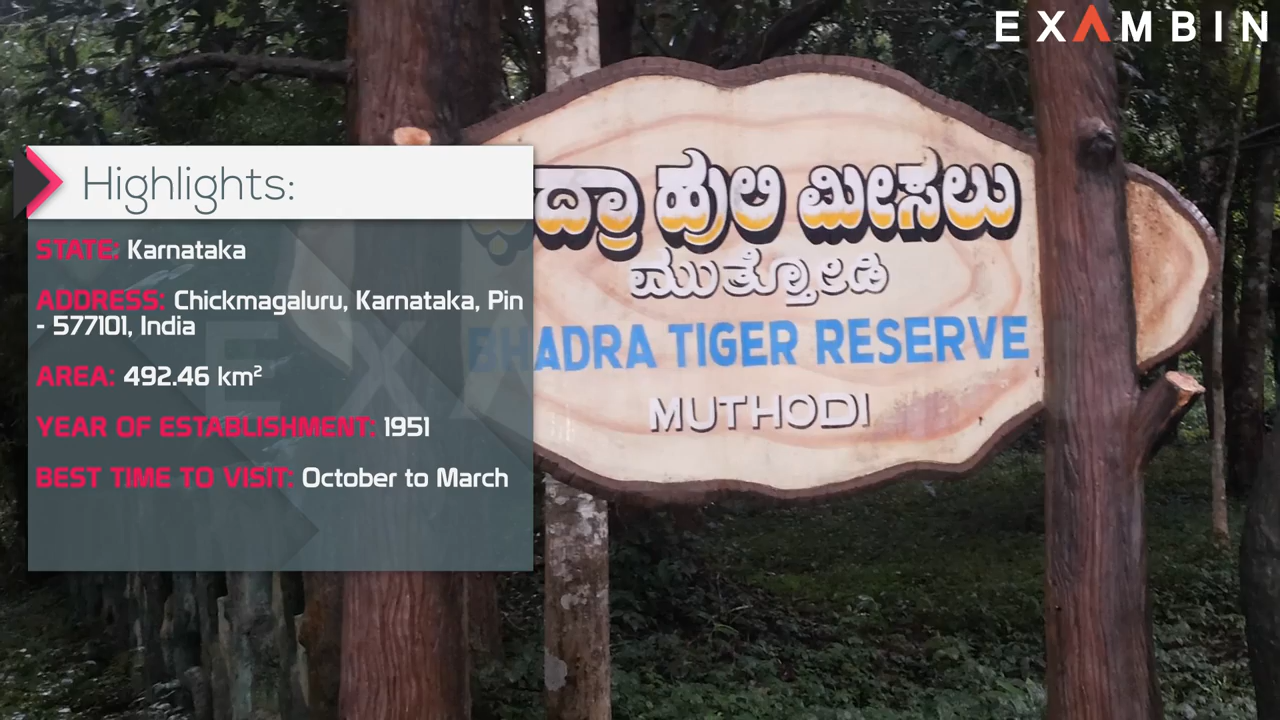 EXAMBIN
Highlights:
STATE: Karnataka
ADDRESS: Chickmagaluru, Karnataka, Pin
- 577101, India
AREA: 492.46 km²
YEAR OF ESTABLISHMENT: 1951
BEST TIME TO VISIT: October to March
ಭದ್ರಾ ಹುಲಿ ಮೀಸಲು
ಮುತ್ತೋಡಿ
BHADRA TIGER RESERVE
MUTHODI